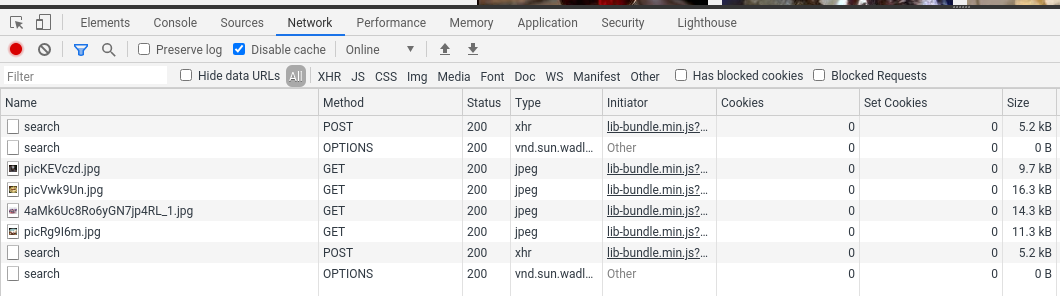 Elements Console Sources Network Performance Memory Application Security Lighthouse
Preserve log Disable cache Online
Filter Hide data URLs All XHR JS CSS Img Media Font Doc WS Manifest Other Has blocked cookies Blocked Requests
Name Method Status Type Initiator Cookies Set Cookies Size
search POST 200 xhr lib-bundle.min.js?... 0 0 5.2 kB
search OPTIONS 200 vnd.sun.wadl... Other 0 0 0 B
picKEVczd.jpg GET 200 jpeg lib-bundle.min.js?... 0 0 9.7 kB
picVwk9Un.jpg GET 200 jpeg lib-bundle.min.js?... 0 0 16.3 kB
4aMk6Uc8Ro6yGN7jp4RL_1.jpg GET 200 jpeg lib-bundle.min.js?... 0 0 14.3 kB
picRg9I6m.jpg GET 200 jpeg lib-bundle.min.js?... 0 0 11.3 kB
search POST 200 xhr lib-bundle.min.js?... 0 0 5.2 kB
search OPTIONS 200 vnd.sun.wadl... Other 0 0 0 B